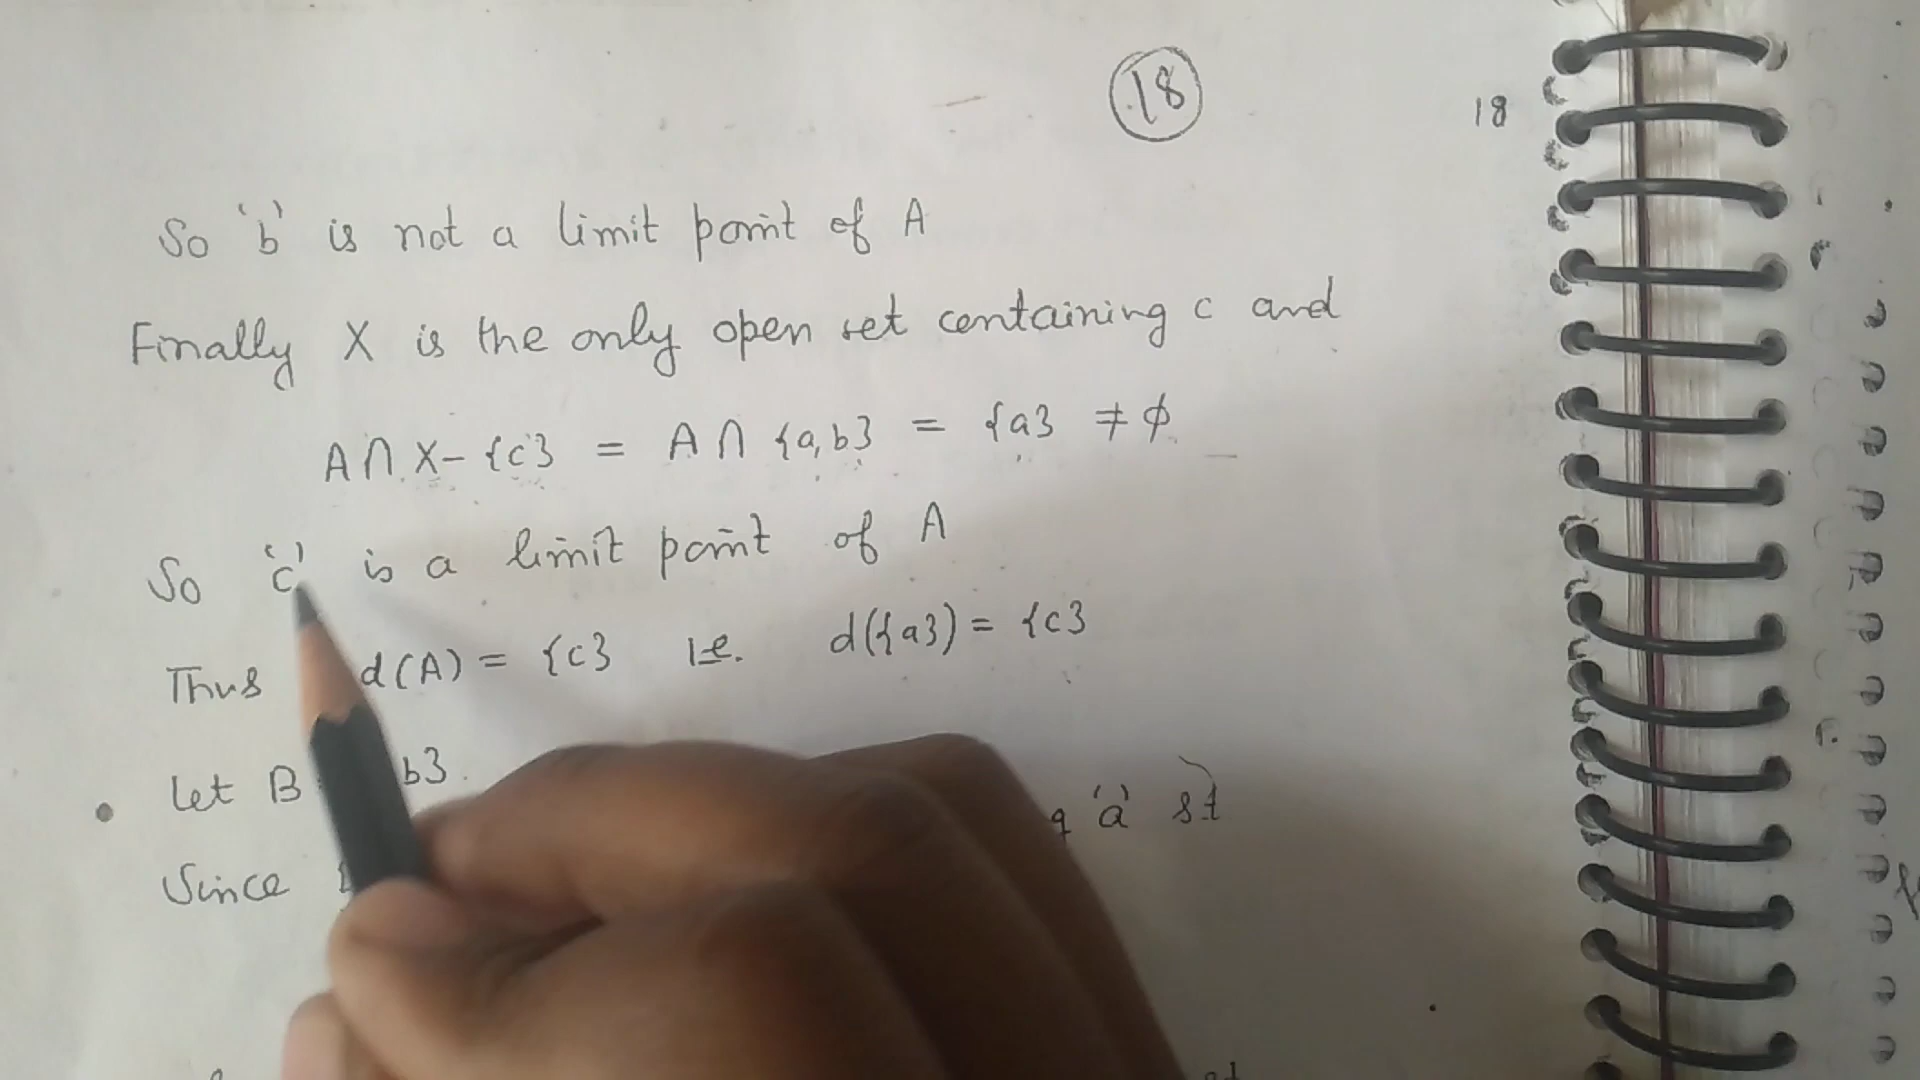 18
18
So 'b' is not a limit point of A
Finally X is the only open set containing c and
A∩X-{c} = A∩{a,b} = {a} ≠ ϕ
So 'c' is a limit point of A
Thus d(A) = {c} i.e. d({a}) = {c}
Let B b}.
'a' st
Since